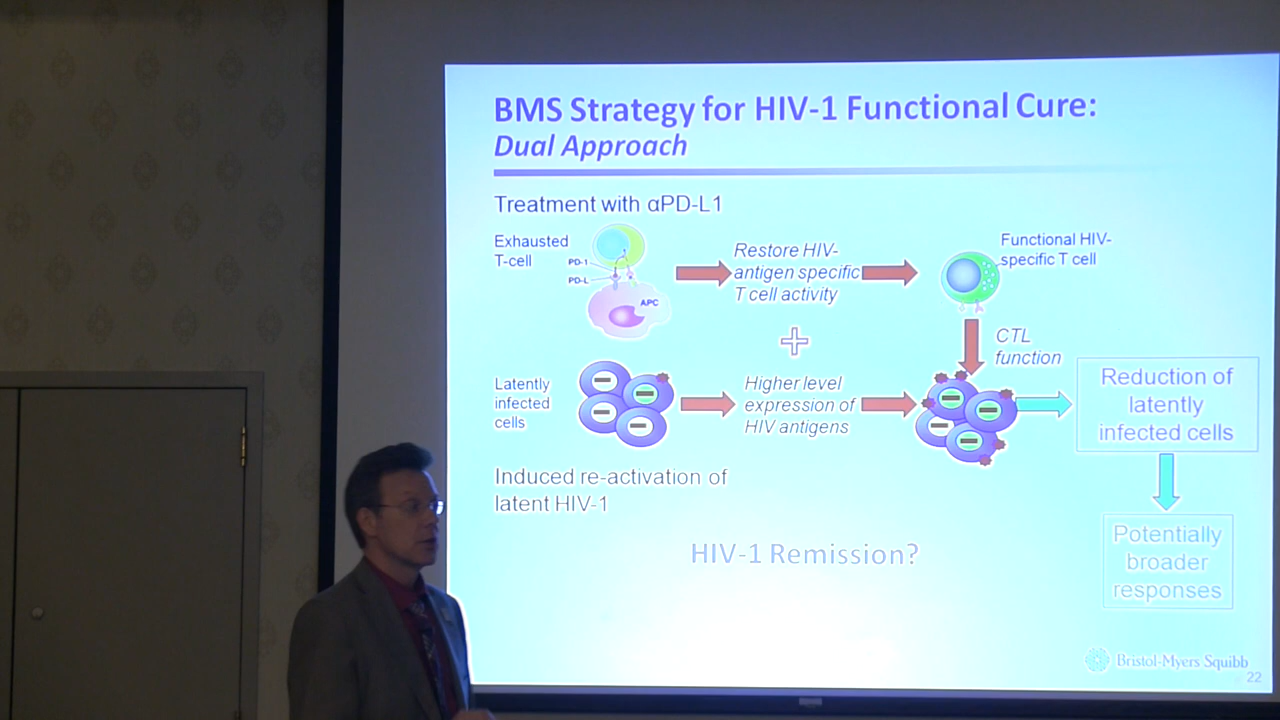 BMS Strategy for HIV-1 Functional Cure:
Dual Approach
Treatment with αPD-L1
Exhausted
T-cell
PD-1
PD-L
APC
Restore HIV-
antigen specific
T cell activity
Functional HIV-
specific T cell
CTL
function
Latently
infected
cells
Higher level
expression of
HIV antigens
Reduction of
latently
infected cells
Induced re-activation of
latent HIV-1
HIV-1 Remission?
Potentially
broader
responses
Bristol-Myers Squibb
22